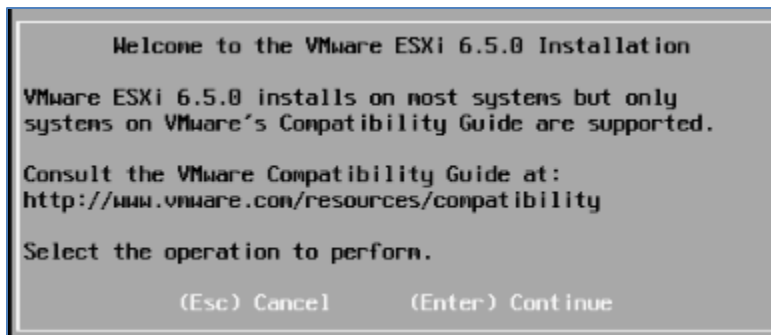 Welcome to the VMware ESXi 6.5.0 Installation
VMware ESXi 6.5.0 installs on most systems but only
systems on VMware's Compatibility Guide are supported.
Consult the VMware Compatibility Guide at:
http://www.vmware.com/resources/compatibility
Select the operation to perform.
(Esc) Cancel (Enter) Continue